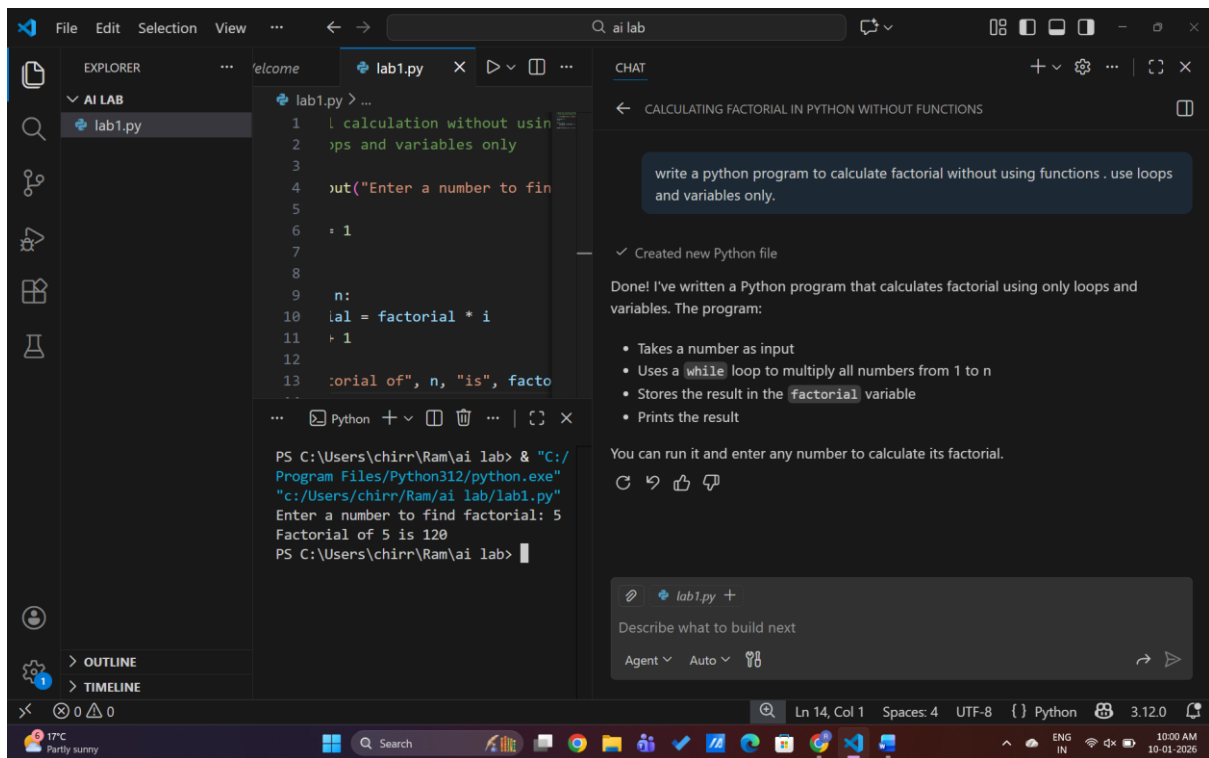 File Edit Selection View ··· ai lab
EXPLORER ···
AI LAB
lab1.py
OUTLINE
TIMELINE
Welcome lab1.py
lab1.py > ...
1 l calculation without usin
2 ops and variables only
3
4 out("Enter a number to fin
5
6 = 1
7
8
9 n:
10 ial = factorial * i
11 + 1
12
13 torial of", n, "is", facto
Python
PS C:\Users\chirr\Ram\ai lab> & "C:/
Program Files/Python312/python.exe"
"c:/Users/chirr/Ram/ai lab/lab1.py"
Enter a number to find factorial: 5
Factorial of 5 is 120
PS C:\Users\chirr\Ram\ai lab>
CHAT
CALCULATING FACTORIAL IN PYTHON WITHOUT FUNCTIONS
write a python program to calculate factorial without using functions . use loops
and variables only.
Created new Python file
Done! I've written a Python program that calculates factorial using only loops and
variables. The program:
• Takes a number as input
• Uses a while loop to multiply all numbers from 1 to n
• Stores the result in the factorial variable
• Prints the result
You can run it and enter any number to calculate its factorial.
lab1.py
Describe what to build next
Agent Auto
1
0 0 Ln 14, Col 1 Spaces: 4 UTF-8 {} Python 3.12.0
6 17°C
Partly sunny
Search
ENG
IN
10:00 AM
10-01-2026